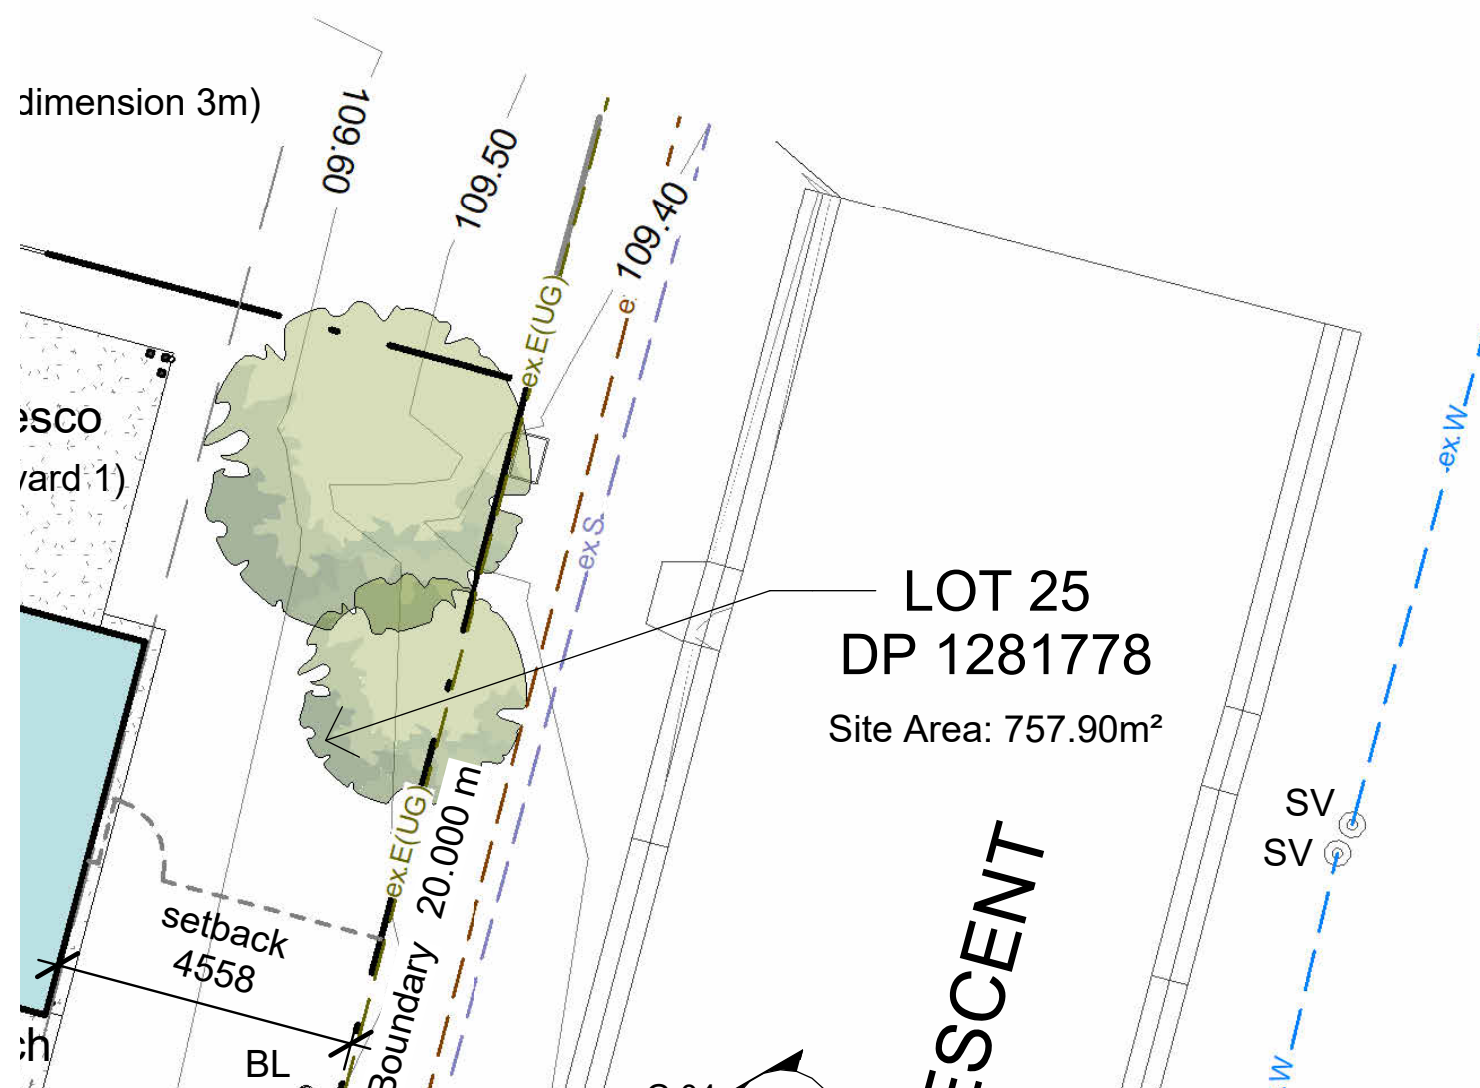 dimension 3m)
109.60
109.50
109.40
ex.E(UG)
e
esco
yard 1)
ex.S.
ex.W
LOT 25
DP 1281778
Site Area: 757.90m²
SV
SV
ex.E(UG)
Boundary 20.000 m
setback
4558
ch
BL
ESCENT
W